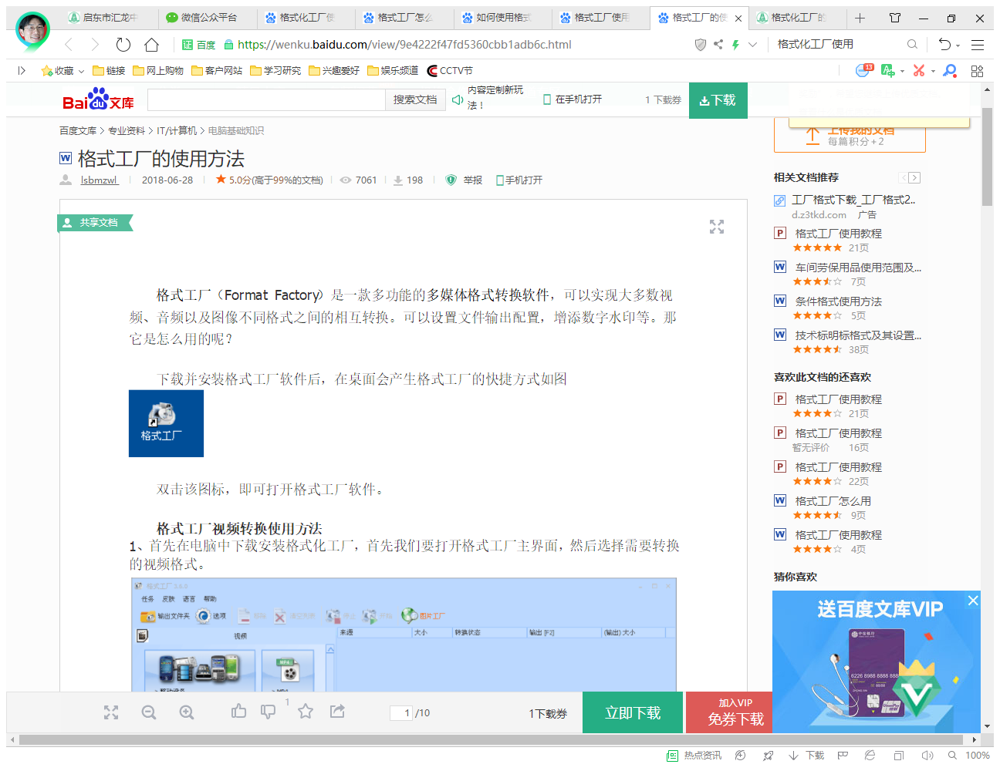 启东市汇龙中
微信公众平台
格式化工厂使
格式工厂怎么
如何使用格式
格式工厂使用
格式工厂的使
格式化工厂的
证 百度 https://wenku.baidu.com/view/9e4222f47fd5360cbb1adb6c.html
格式化工厂使用
收藏 链接 网上购物 客户网站 学习研究 兴趣爱好 娱乐频道 CCTV节
13
Bai du 文库
搜索文档
内容定制新玩法！
在手机打开
1 下载券
下载
百度文库 > 专业资料 > IT/计算机 > 电脑基础知识
上传我的文档
每篇积分+2
格式工厂的使用方法
lsbmzwl 2018-06-28 5.0分(高于99%的文档) 7061 198 举报 手机打开
共享文档
格式工厂（Format Factory）是一款多功能的多媒体格式转换软件，可以实现大多数视
频、音频以及图像不同格式之间的相互转换。可以设置文件输出配置，增添数字水印等。那
它是怎么用的呢？
下载并安装格式工厂软件后，在桌面会产生格式工厂的快捷方式如图
格式工厂
双击该图标，即可打开格式工厂软件。
格式工厂视频转换使用方法
1、首先在电脑中下载安装格式化工厂，首先我们要打开格式工厂主界面，然后选择需要转换
的视频格式。
格式工厂 3.6.0
任务 皮肤 语言 帮助
输出文件夹 选项 移除 清空列表 停止 开始 图片工厂
视频
来源 大小 转换状态 输出 [F2] (输出) 大小
MP4
相关文档推荐
工厂格式下载_工厂格式2..
d.z3tkd.com 广告
格式工厂使用教程
21页
车间劳保用品使用范围及...
7页
条件格式使用方法
5页
技术标明标格式及其设置...
38页
喜欢此文档的还喜欢
格式工厂使用教程
21页
格式工厂使用教程
暂无评价 16页
格式工厂使用教程
22页
格式工厂怎么用
9页
格式工厂使用教程
4页
猜你喜欢
送百度文库VIP
中信银行
6226 8988 8888 888
1
1 /10
1下载券
立即下载
加入VIP
免券下载
热点资讯
下载
100%